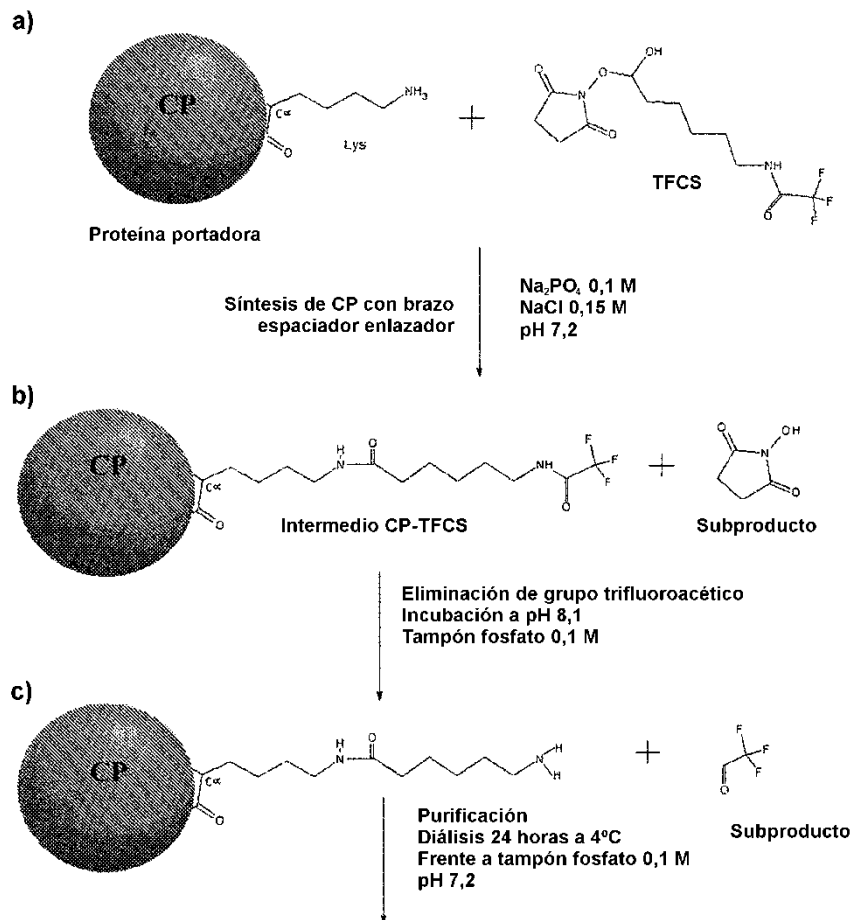 a)
CP
Cα
O
NH₃
Lys
Proteína portadora
+
OH
O
O
N
O
NH
O
F
F
F
TFCS
Síntesis de CP con brazo
espaciador enlazador
Na₂PO₄ 0,1 M
NaCl 0,15 M
pH 7,2
b)
CP
Cα
O
H
N
O
NH
O
F
F
F
Intermedio CP-TFCS
+
O
N
OH
O
Subproducto
Eliminación de grupo trifluoroacético
Incubación a pH 8,1
Tampón fosfato 0,1 M
c)
CP
Cα
O
H
N
O
N
H
H
+
O
F
F
F
Subproducto
Purificación
Diálisis 24 horas a 4ºC
Frente a tampón fosfato 0,1 M
pH 7,2